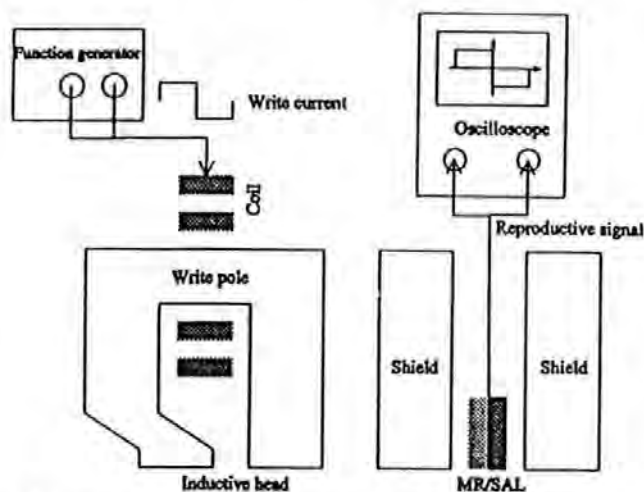 Function generator
Write current
Coil
Write pole
Inductive head
Oscilloscope
Reproductive signal
Shield
Shield
MR/SAL